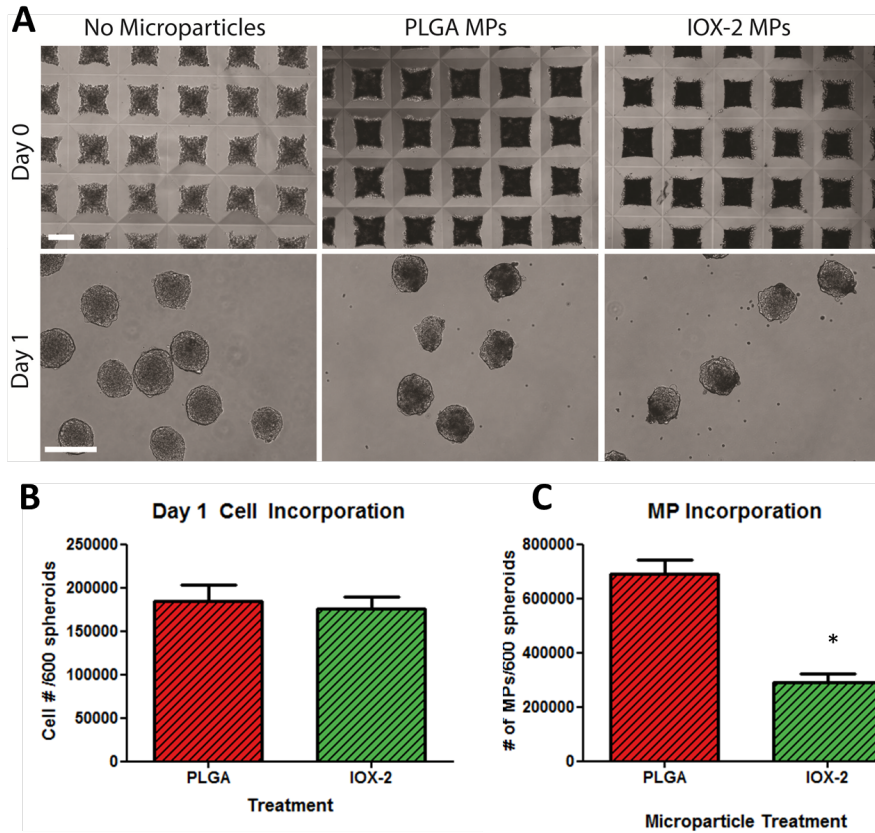 A
No Microparticles
PLGA MPs
IOX-2 MPs
Day 0
Day 1
B
Day 1 Cell Incorporation
Cell # /600 spheroids
250000
200000
150000
100000
50000
0
PLGA
IOX-2
Treatment
C
MP Incorporation
# of MPs/600 spheroids
800000
600000
400000
200000
0
*
PLGA
IOX-2
Microparticle Treatment